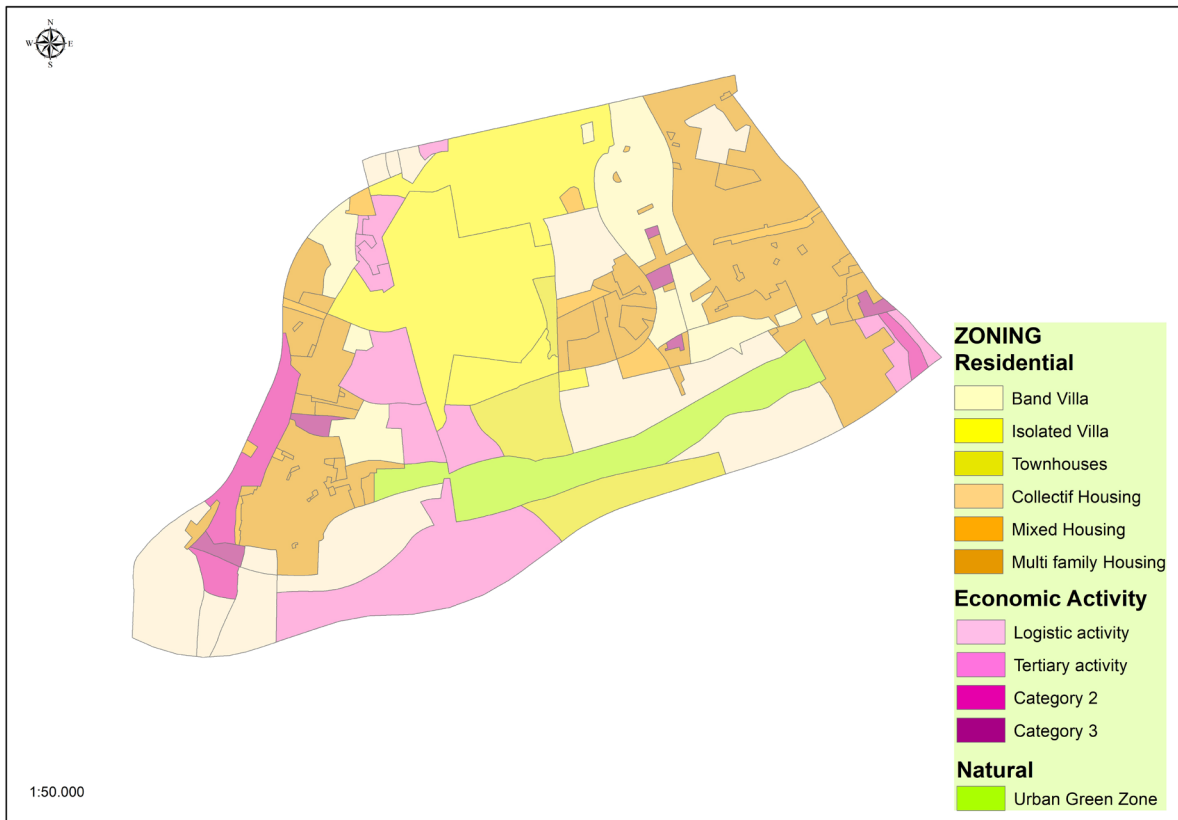 N
W E
S
ZONING
Residential
Band Villa
Isolated Villa
Townhouses
Collectif Housing
Mixed Housing
Multi family Housing
Economic Activity
Logistic activity
Tertiary activity
Category 2
Category 3
Natural
Urban Green Zone
1:50.000